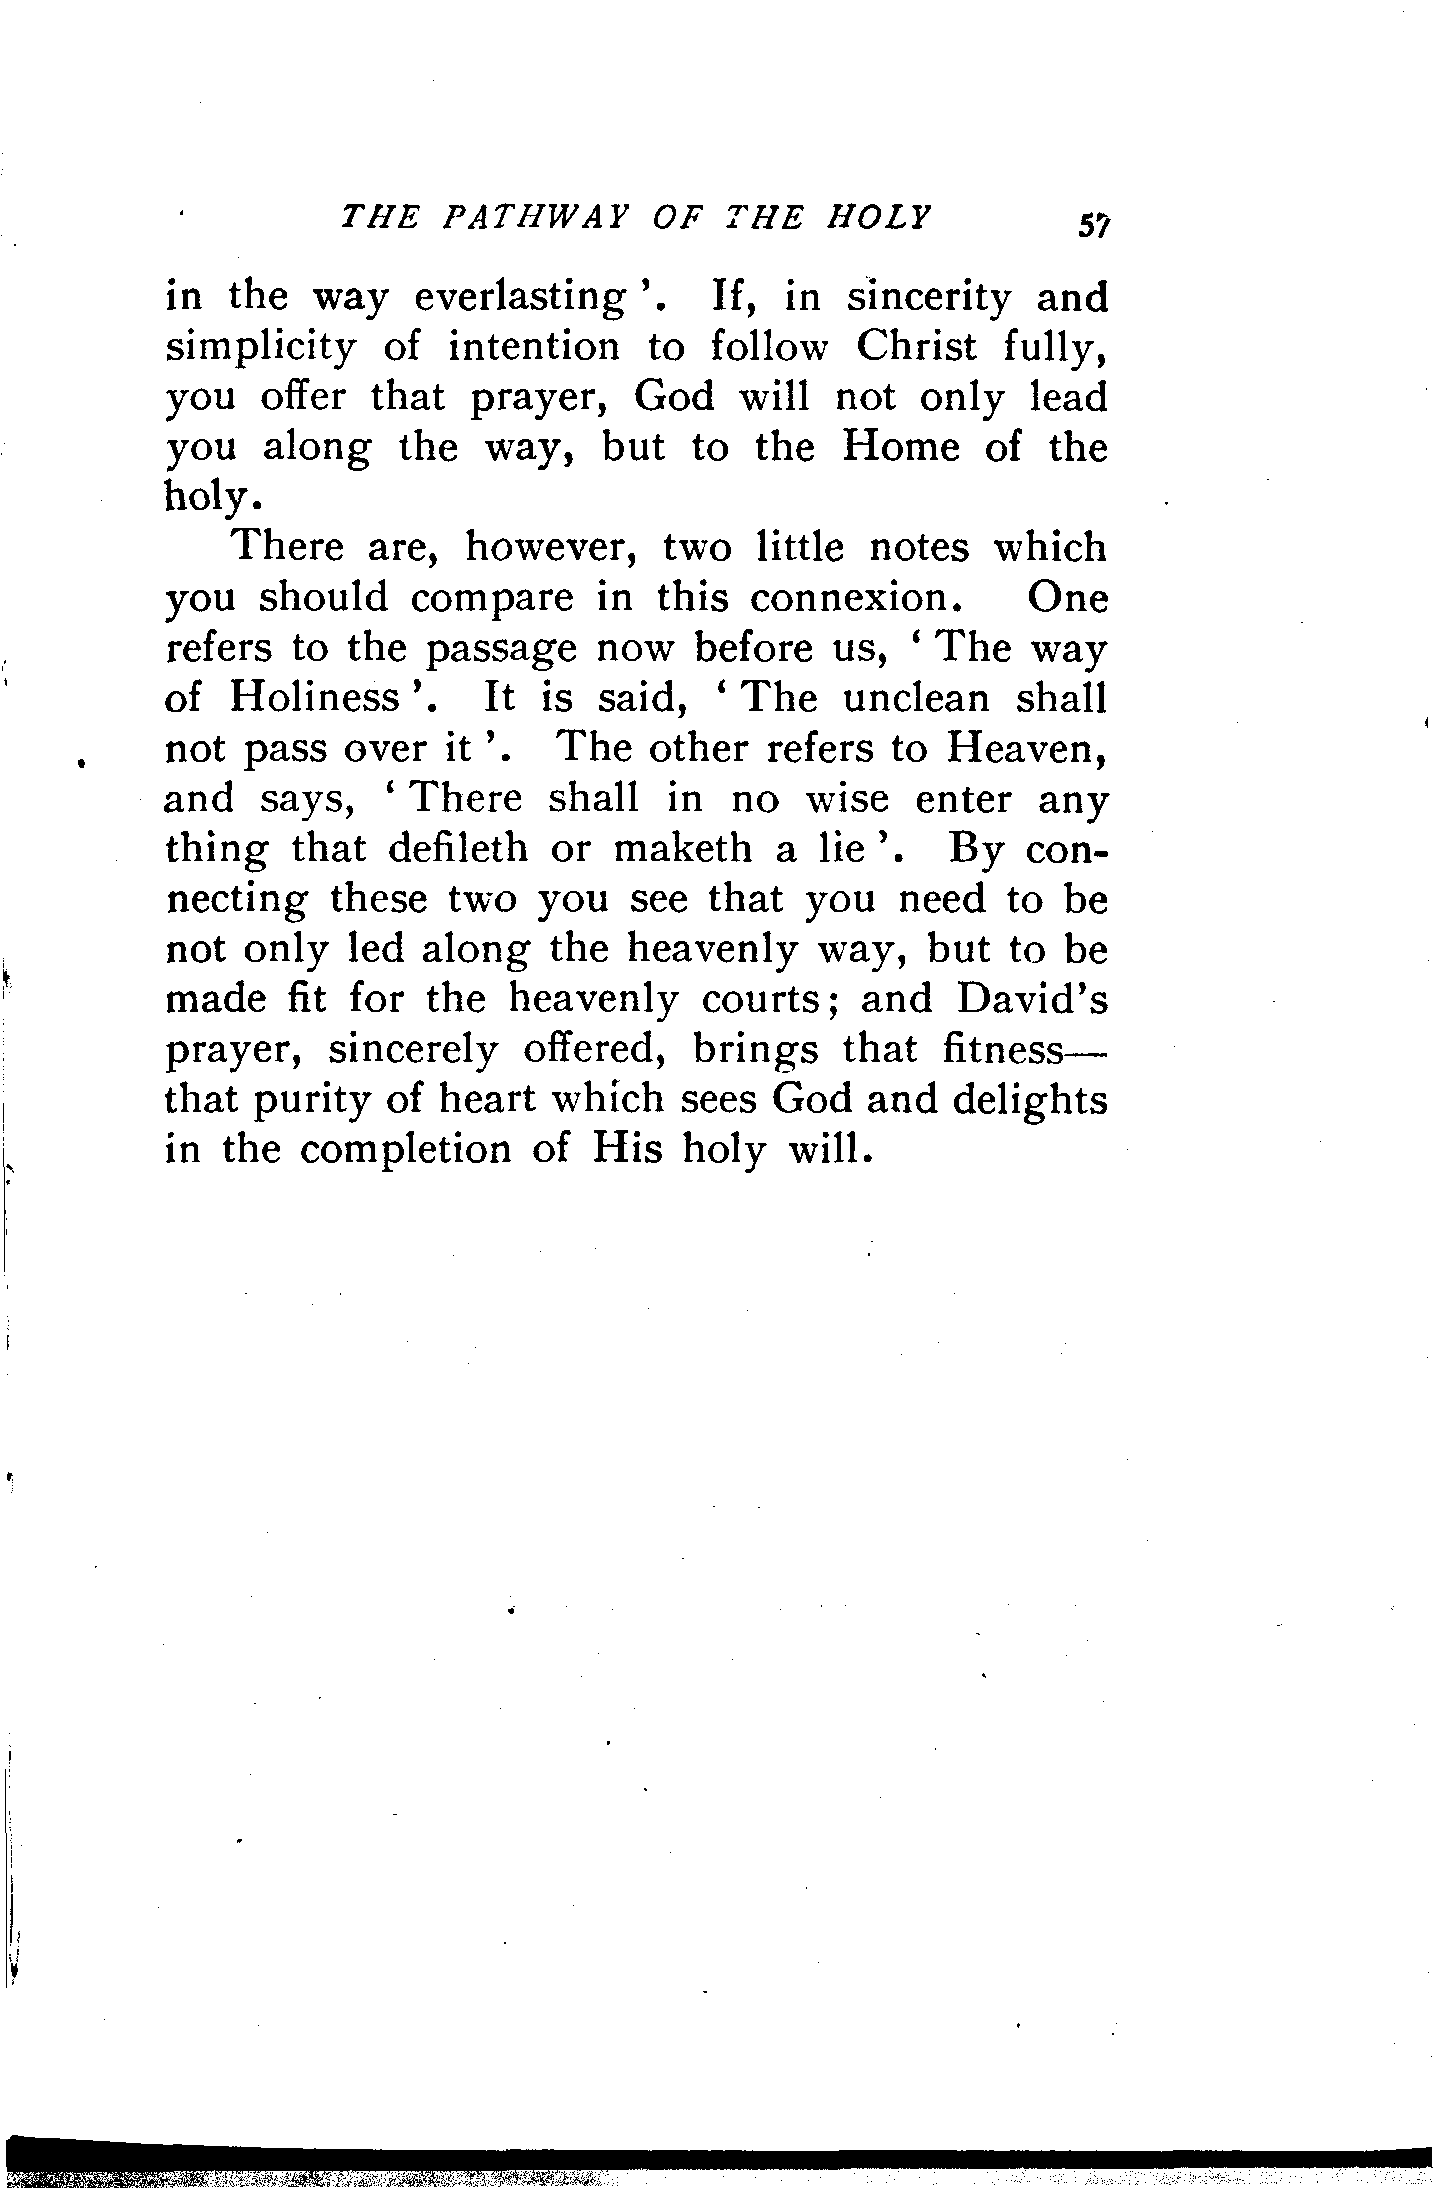 THE PATHWAY OF THE HOLY 57
in the way everlasting ’. If, in sincerity and
simplicity of intention to follow Christ fully,
you offer that prayer, God will not only lead
you along the way, but to the Home of the
holy.
There are, however, two little notes which
you should compare in this connexion. One
refers to the passage now before us, ‘ The way
of Holiness ’. It is said, ‘ The unclean shall
not pass over it ’. The other refers to Heaven,
and says, ‘ There shall in no wise enter any
thing that defileth or maketh a lie ’. By con-
necting these two you see that you need to be
not only led along the heavenly way, but to be
made fit for the heavenly courts; and David’s
prayer, sincerely offered, brings that fitness—
that purity of heart which sees God and delights
in the completion of His holy will.